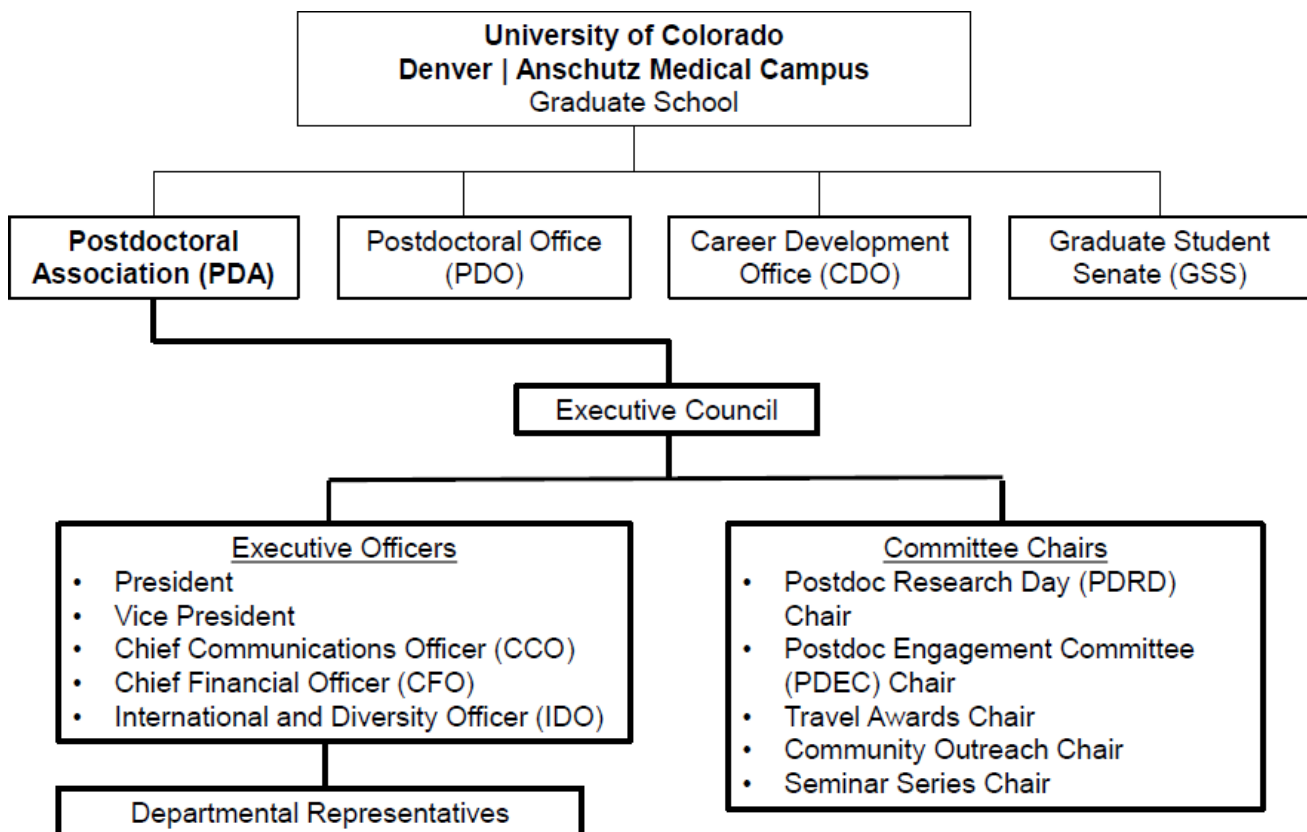 University of Colorado
Denver | Anschutz Medical Campus
Graduate School
Postdoctoral
Association (PDA)
Postdoctoral Office
(PDO)
Career Development
Office (CDO)
Graduate Student
Senate (GSS)
Executive Council
Executive Officers
• President
• Vice President
• Chief Communications Officer (CCO)
• Chief Financial Officer (CFO)
• International and Diversity Officer (IDO)
Committee Chairs
• Postdoc Research Day (PDRD)
Chair
• Postdoc Engagement Committee
(PDEC) Chair
• Travel Awards Chair
• Community Outreach Chair
• Seminar Series Chair
Departmental Representatives